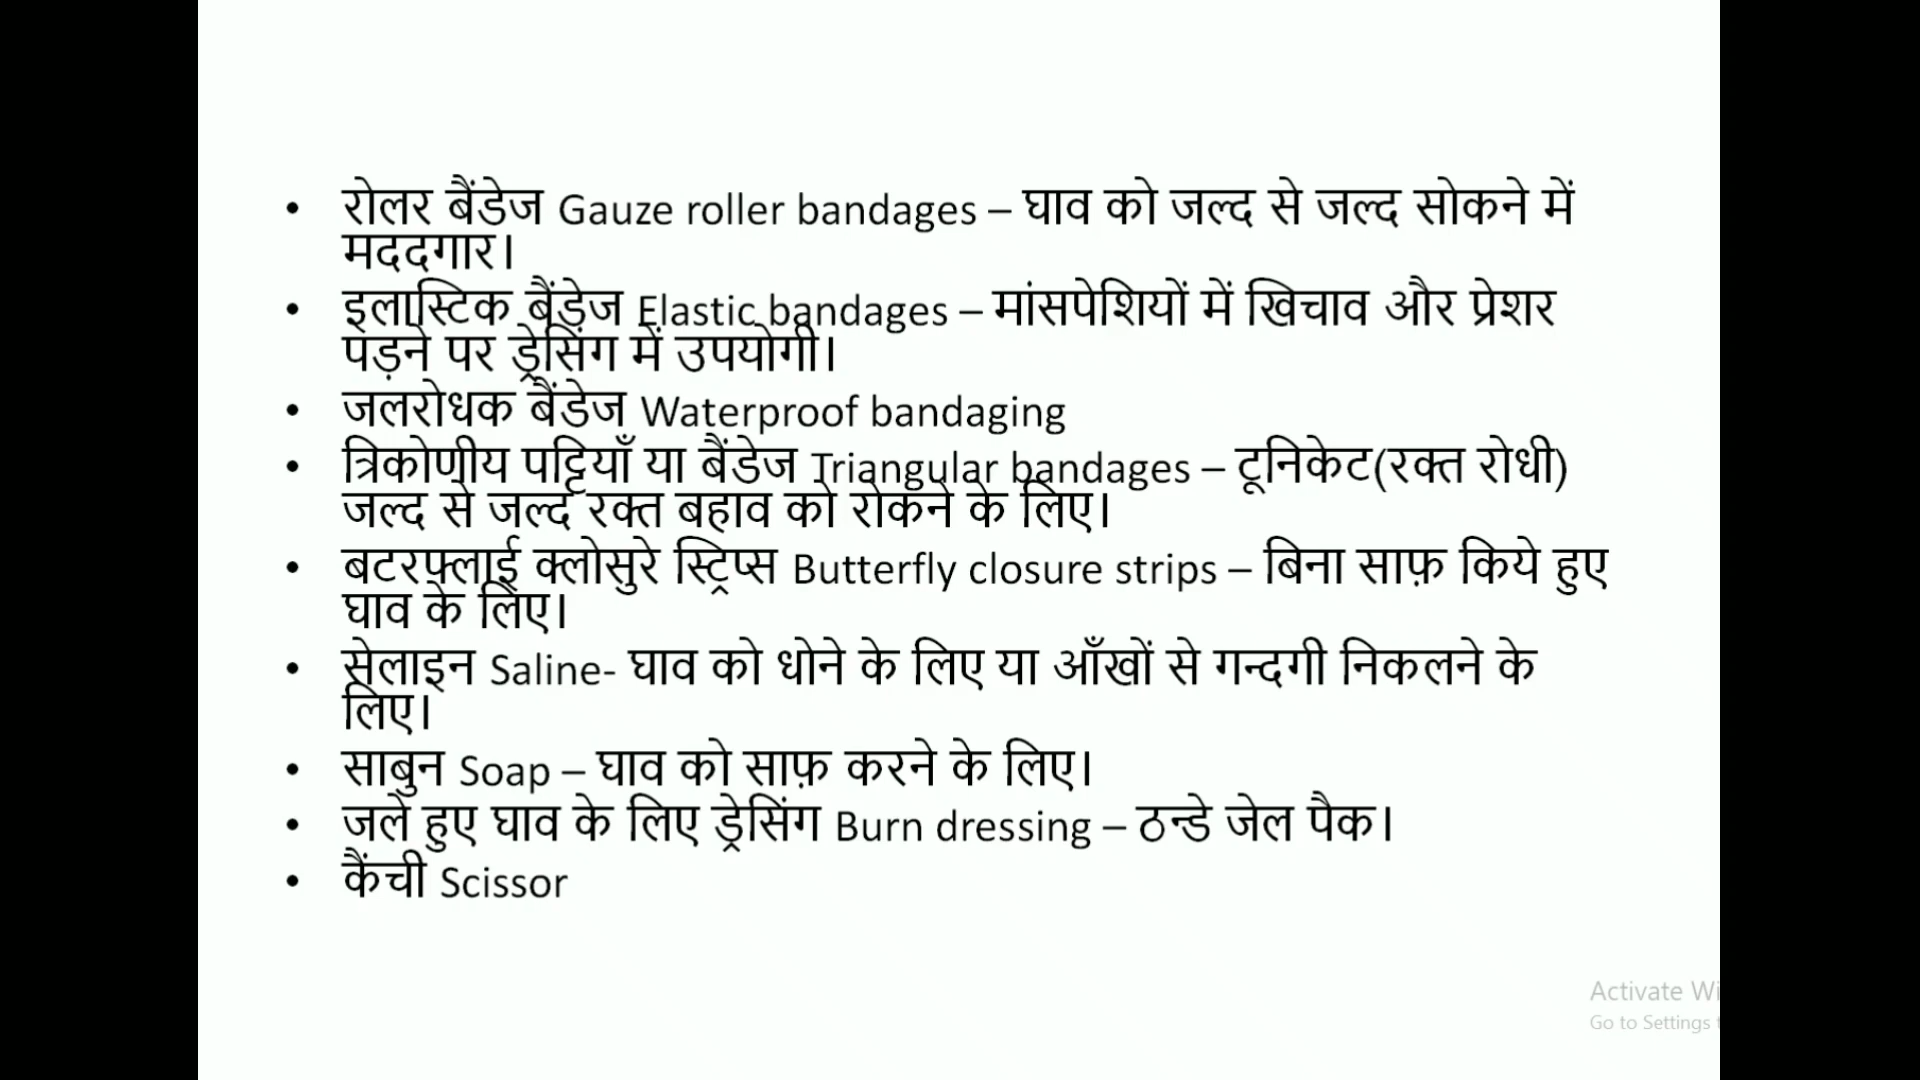 • रोलर बैंडेज Gauze roller bandages – घाव को जल्द से जल्द सोकने में
मददगार।
• इलास्टिक बैंड़ेज Elastic bandages – मांसपेशियों में खिचाव और प्रेशर
पड़ने पर ड्रेसिंग में उपयोगी।
• जलरोधक बैंडेज Waterproof bandaging
• त्रिकोणीय पट्टियाँ या बैंडेज Triangular bandages – टूनिकेट(रक्त रोधी)
जल्द से जल्द रक्त बहाव को रोकने के लिए।
• बटरफ्लाई क्लोसुरे स्ट्रिप्स Butterfly closure strips – बिना साफ़ किये हुए
घाव के लिए।
• सेलाइन Saline- घाव को धोने के लिए या आँखों से गन्दगी निकलने के
लिए।
• साबुन Soap – घाव को साफ़ करने के लिए।
• जले हुए घाव के लिए ड्रेसिंग Burn dressing – ठन्डे जेल पैक।
• कैंची Scissor
Activate Wi
Go to Settings